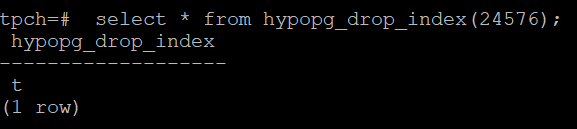 tpch=#  select * from hypopg_drop_index(24576);
 hypopg_drop_index
-------------------
 t
(1 row)